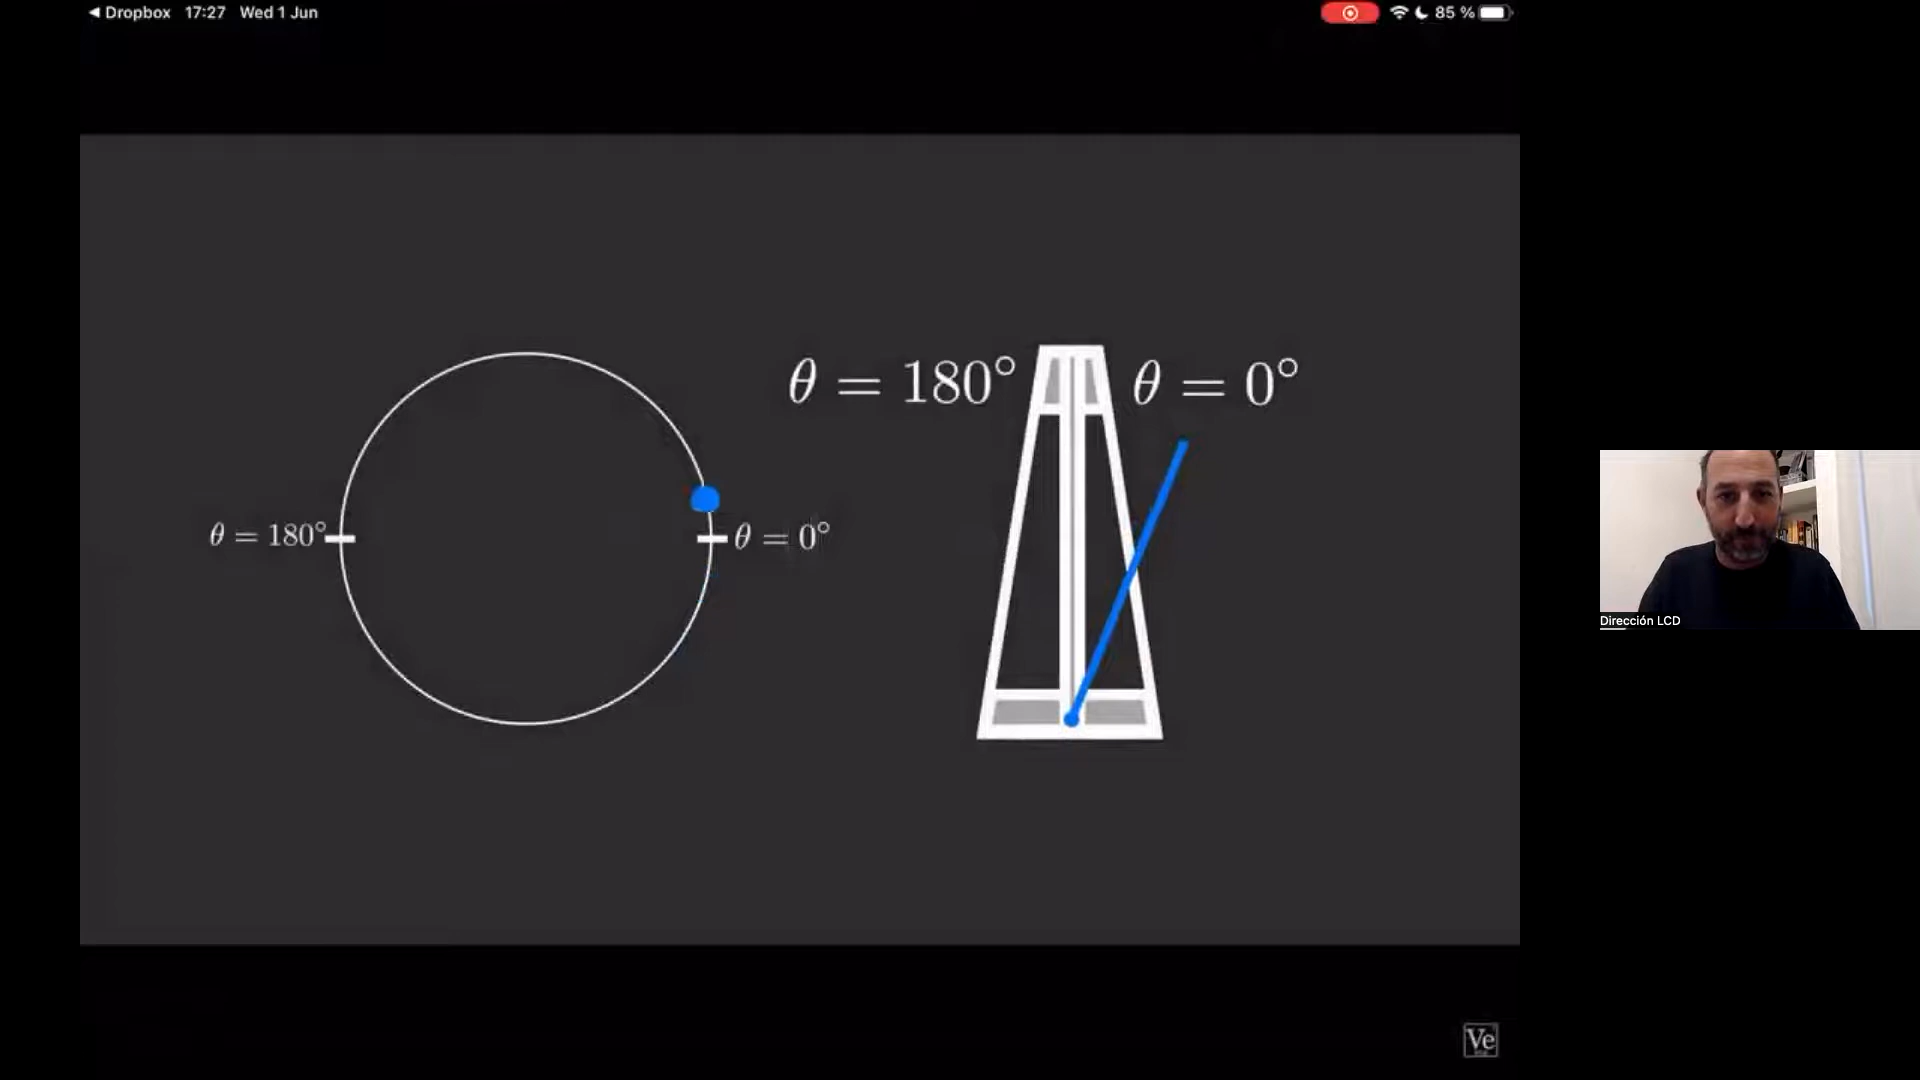 ◀ Dropbox 17:27 Wed 1 Jun
85 %
θ = 180° θ = 0°
θ = 180° θ = 0°
Dirección LCD
Ve